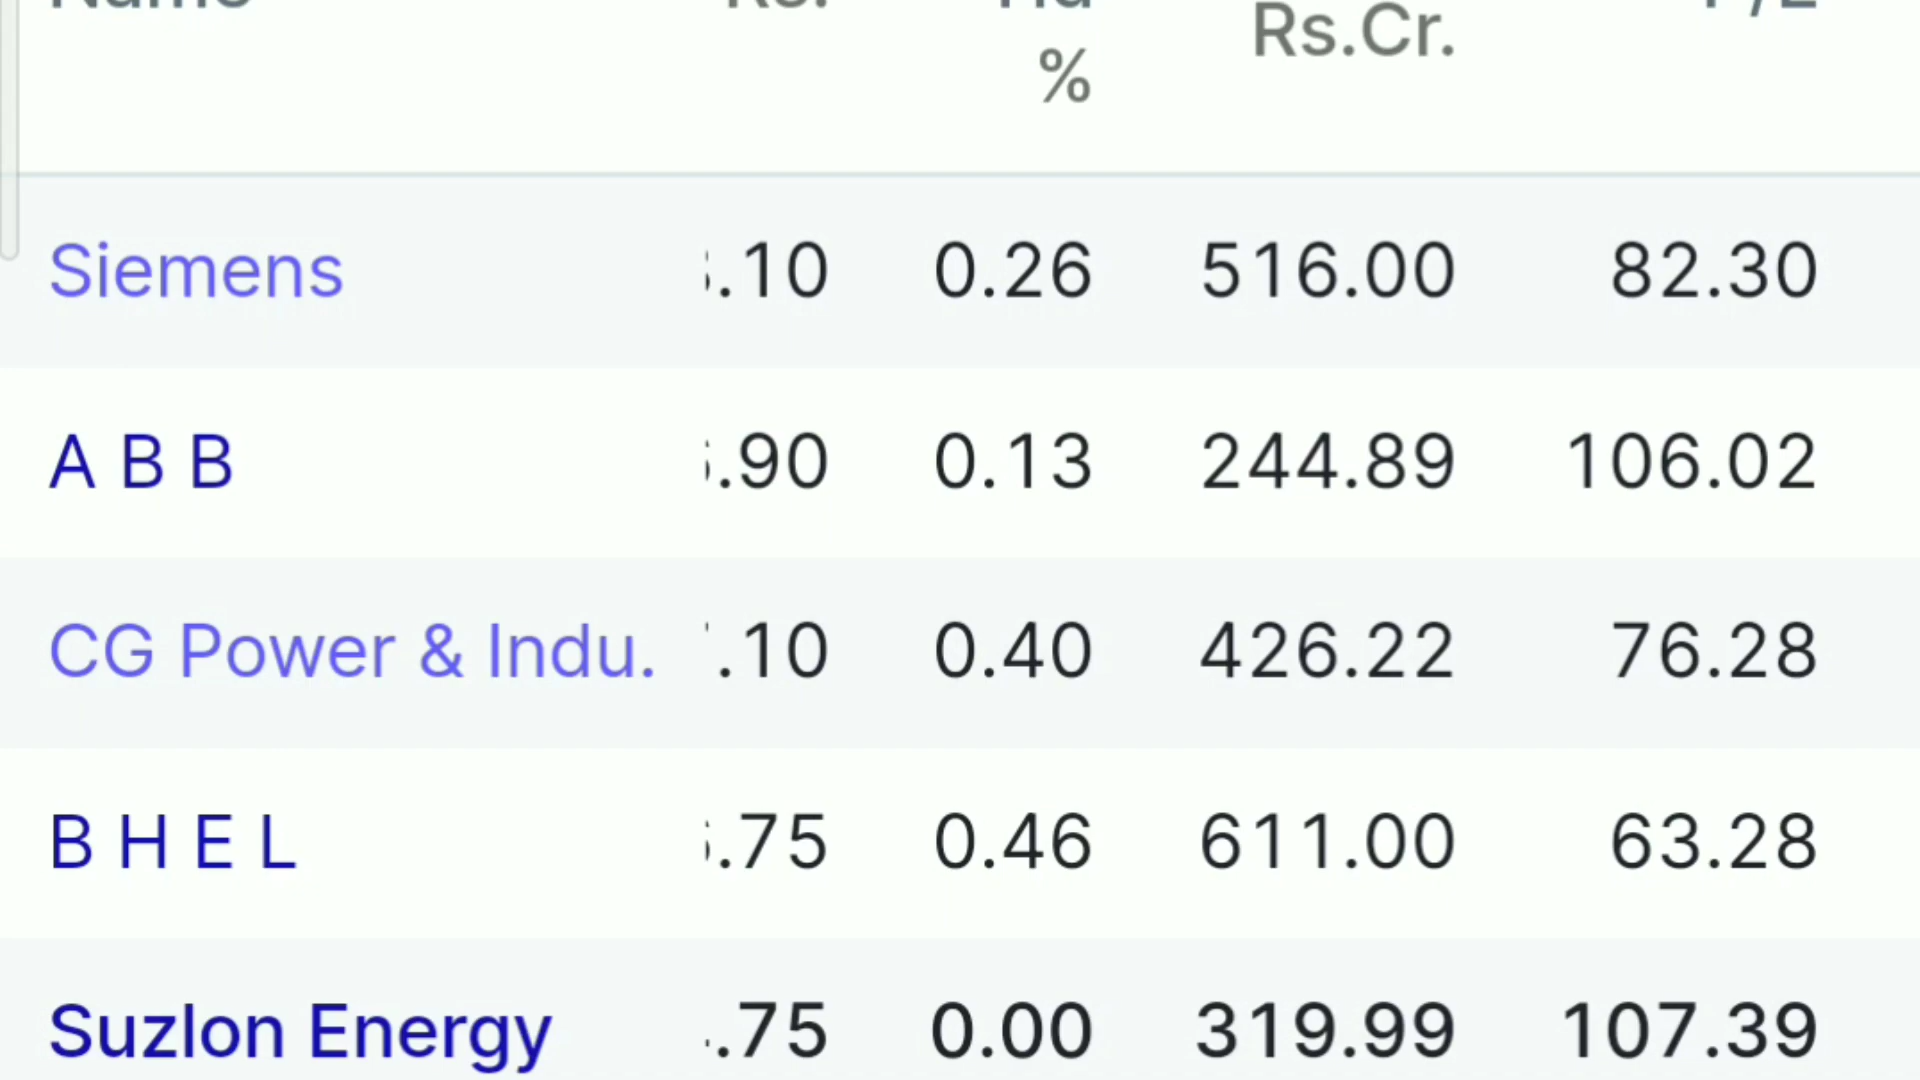 Name Rs. %
Rs.Cr. P/E
Siemens .10 0.26 516.00 82.30
A B B .90 0.13 244.89 106.02
CG Power & Indu. .10 0.40 426.22 76.28
B H E L .75 0.46 611.00 63.28
Suzlon Energy .75 0.00 319.99 107.39